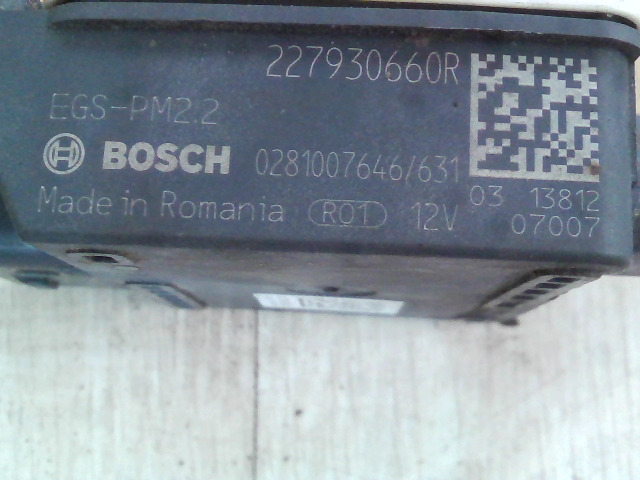 227930660R
EGS-PM2.2
BOSCH 0281007646/631
Made in Romania R01 12V
03 13812
07007